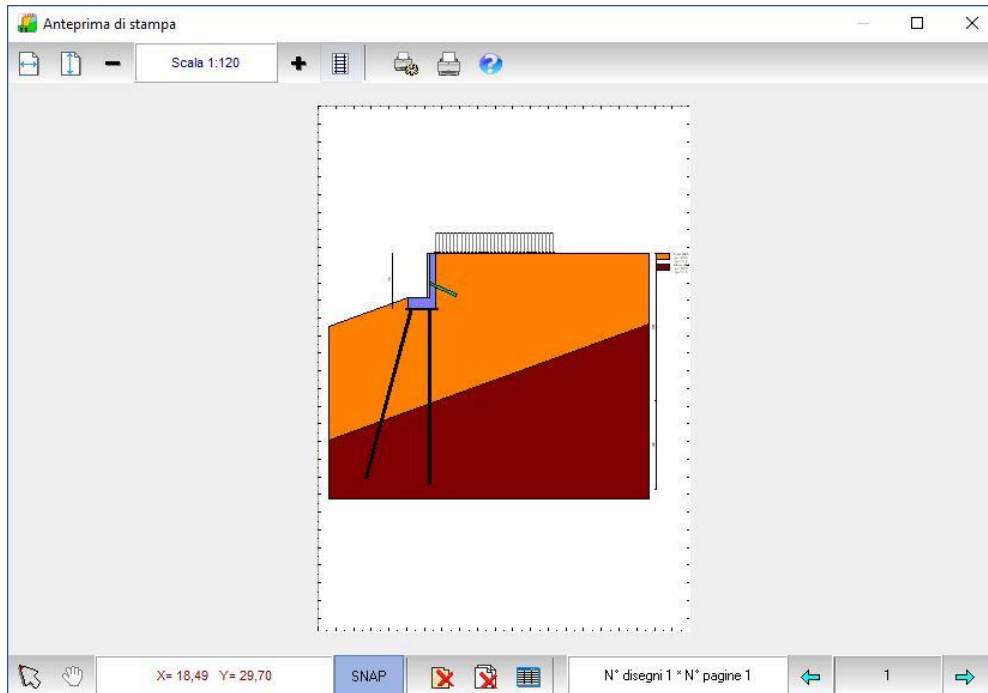 Anteprima di stampa
Scala 1:120
X= 18,49 Y= 29,70
SNAP
N° disegni 1 * N° pagine 1
1